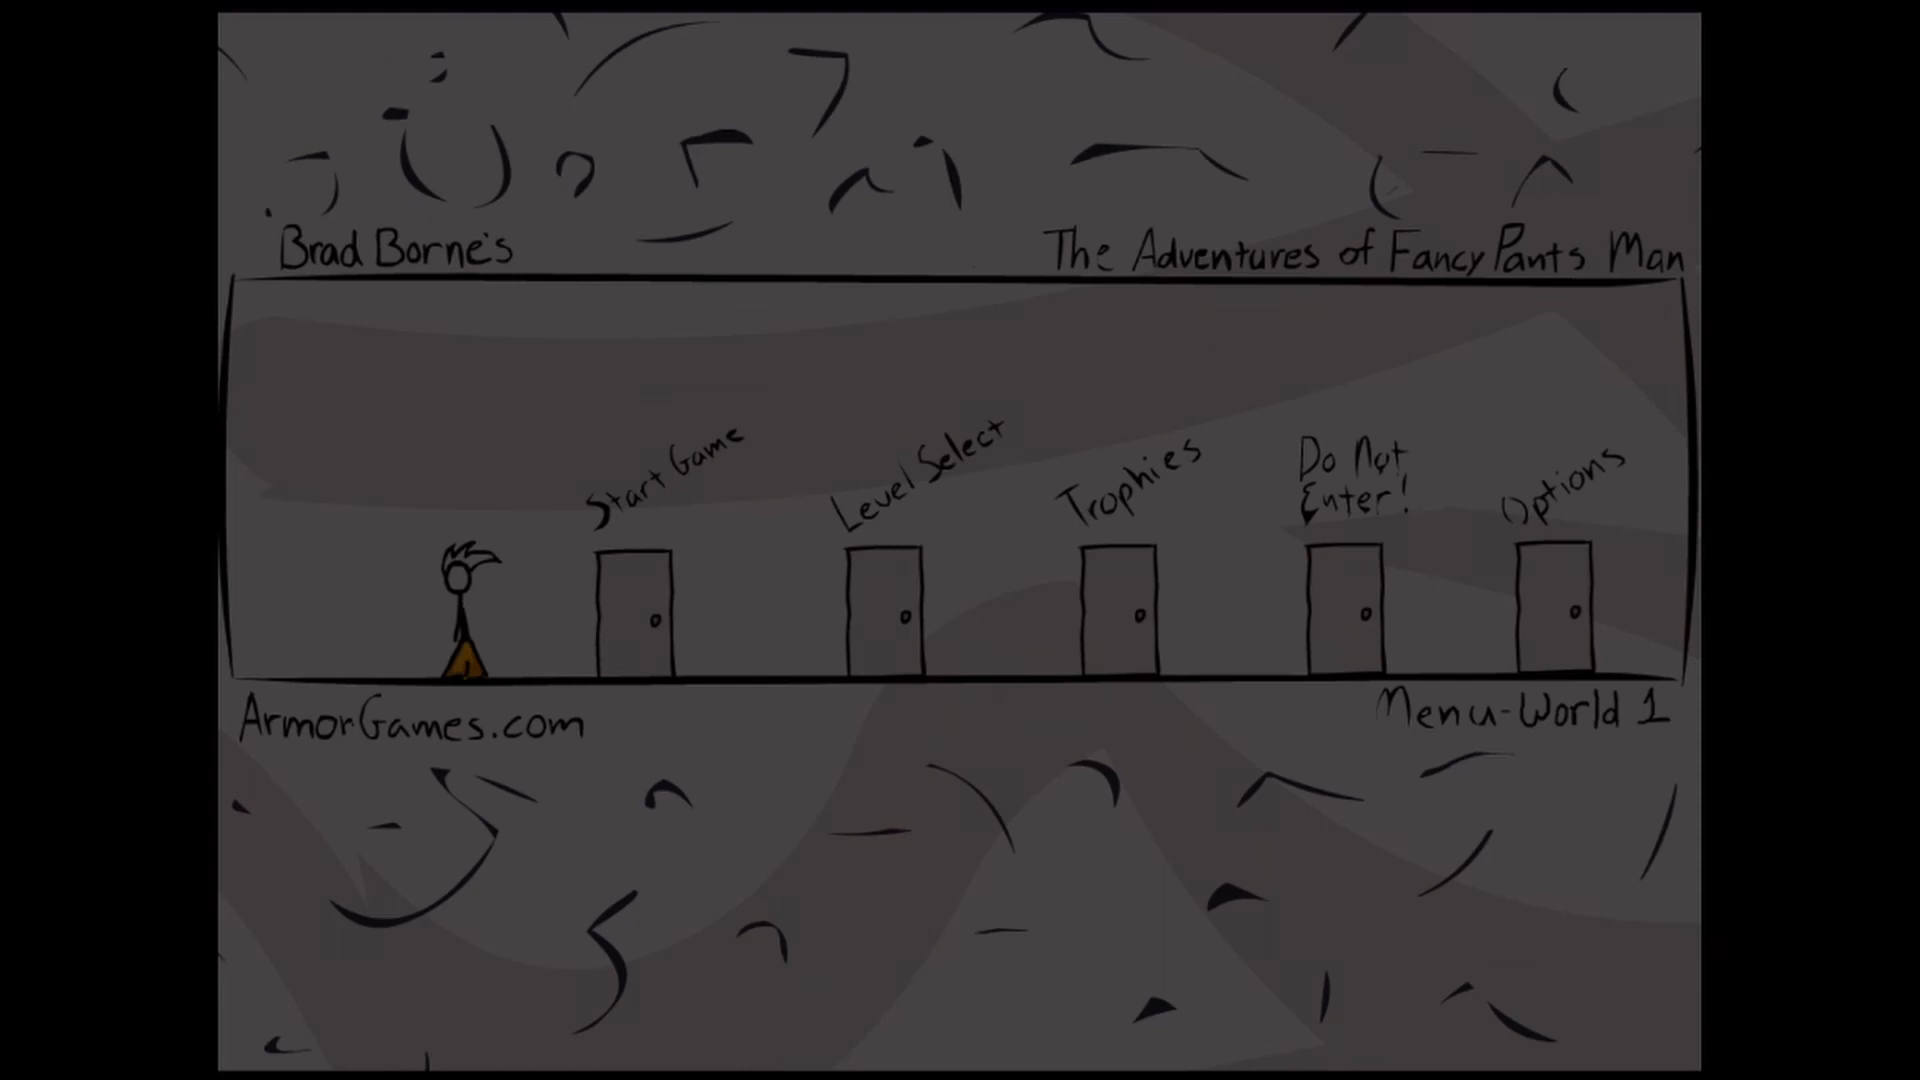 Brad Borne's
The Adventures of Fancy Pants Man
Start Game
Level Select
Trophies
Do Not
Enter!
Options
ArmorGames.com
Menu-World 1